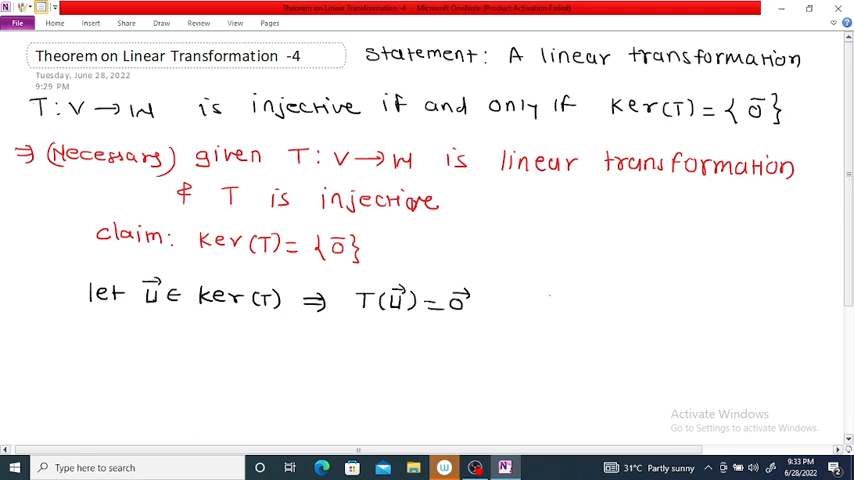 Theorem on Linear Transformation -4 - Microsoft OneNote (Product Activation Failed)
File Home Insert Share Draw History Review View Pages
Theorem on Linear Transformation -4
Statement: A linear transformation
Tuesday, June 28, 2022
9:29 PM
T: V → W is injective if and only if Ker(T) = {0̄}
⇒ (Necessary) given T: V → W is linear transformation
& T is injective
claim: Ker(T) = {0̄}
let u⃗ ∈ Ker(T) ⇒ T(u⃗) = 0⃗
Activate Windows
Go to Settings to activate Windows.
Type here to search
31°C Partly sunny
9:33 PM
6/28/2022